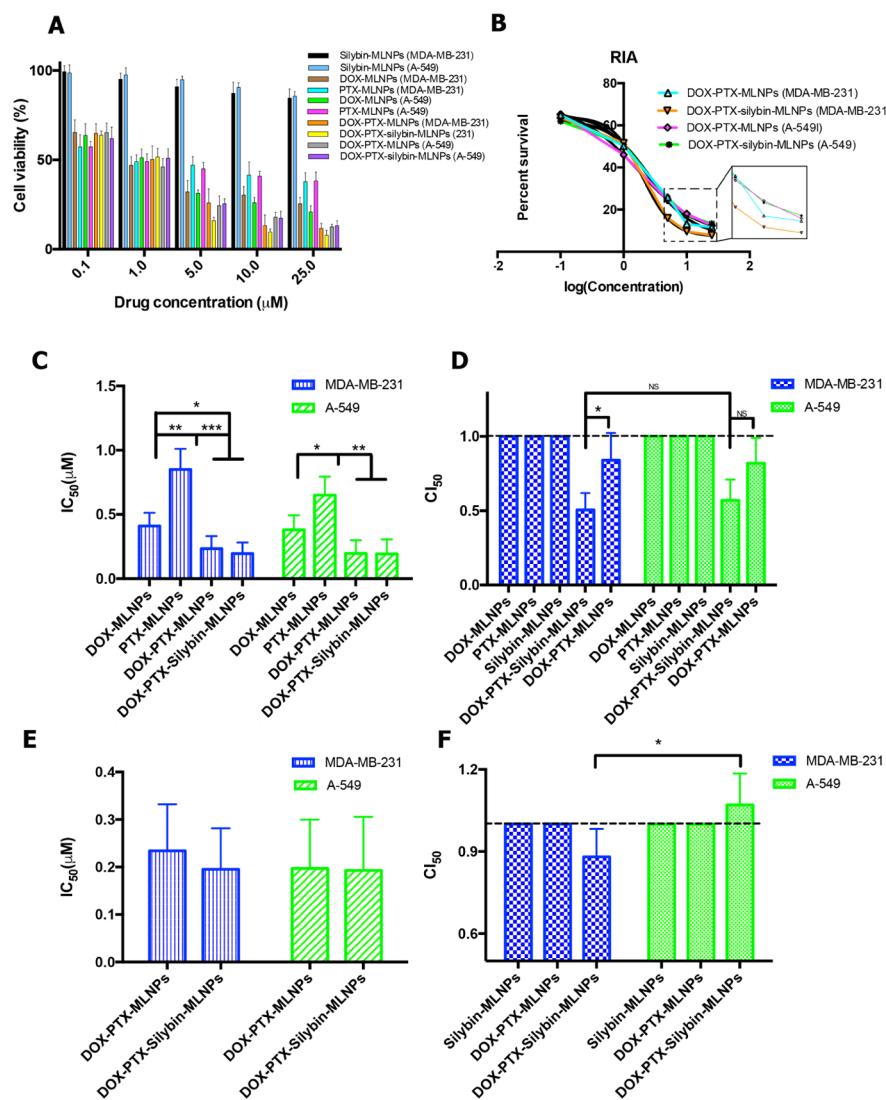 A
Silybin-MLNPs (MDA-MB-231)
Silybin-MLNPs (A-549)
DOX-MLNPs (MDA-MB-231)
PTX-MLNPs (MDA-MB-231)
DOX-MLNPs (A-549)
PTX-MLNPs (A-549)
DOX-PTX-MLNPs (MDA-MB-231)
DOX-PTX-silybin-MLNPs (231)
DOX-PTX-MLNPs (A-549)
DOX-PTX-silybin-MLNPs (A-549)
Cell viability (%)
100
50
0
0.1
1.0
5.0
10.0
25.0
Drug concentration (μM)
B
RIA
DOX-PTX-MLNPs (MDA-MB-231)
DOX-PTX-silybin-MLNPs (MDA-MB-231
DOX-PTX-MLNPs (A-549l)
DOX-PTX-silybin-MLNPs (A-549)
Percent survival
80
60
40
20
-2
-1
0
1
2
log(Concentration)
C
MDA-MB-231
A-549
IC50(μM)
1.5
1.0
0.5
0.0
*
** ***
* **
DOX-MLNPs
PTX-MLNPs
DOX-PTX-MLNPs
DOX-PTX-Silybin-MLNPs
DOX-MLNPs
PTX-MLNPs
DOX-PTX-MLNPs
DOX-PTX-Silybin-MLNPs
D
MDA-MB-231
A-549
CI50
1.0
0.5
0.0
NS
*
NS
DOX-MLNPs
PTX-MLNPs
Silybin-MLNPs
DOX-PTX-Silybin-MLNPs
DOX-PTX-MLNPs
DOX-MLNPs
PTX-MLNPs
Silybin-MLNPs
DOX-PTX-Silybin-MLNPs
DOX-PTX-MLNPs
E
MDA-MB-231
A-549
IC50(μM)
0.4
0.3
0.2
0.1
0.0
DOX-PTX-MLNPs
DOX-PTX-Silybin-MLNPs
DOX-PTX-MLNPs
DOX-PTX-Silybin-MLNPs
F
MDA-MB-231
A-549
CI50
1.2
0.9
0.6
*
Silybin-MLNPs
DOX-PTX-MLNPs
DOX-PTX-Silybin-MLNPs
Silybin-MLNPs
DOX-PTX-MLNPs
DOX-PTX-Silybin-MLNPs